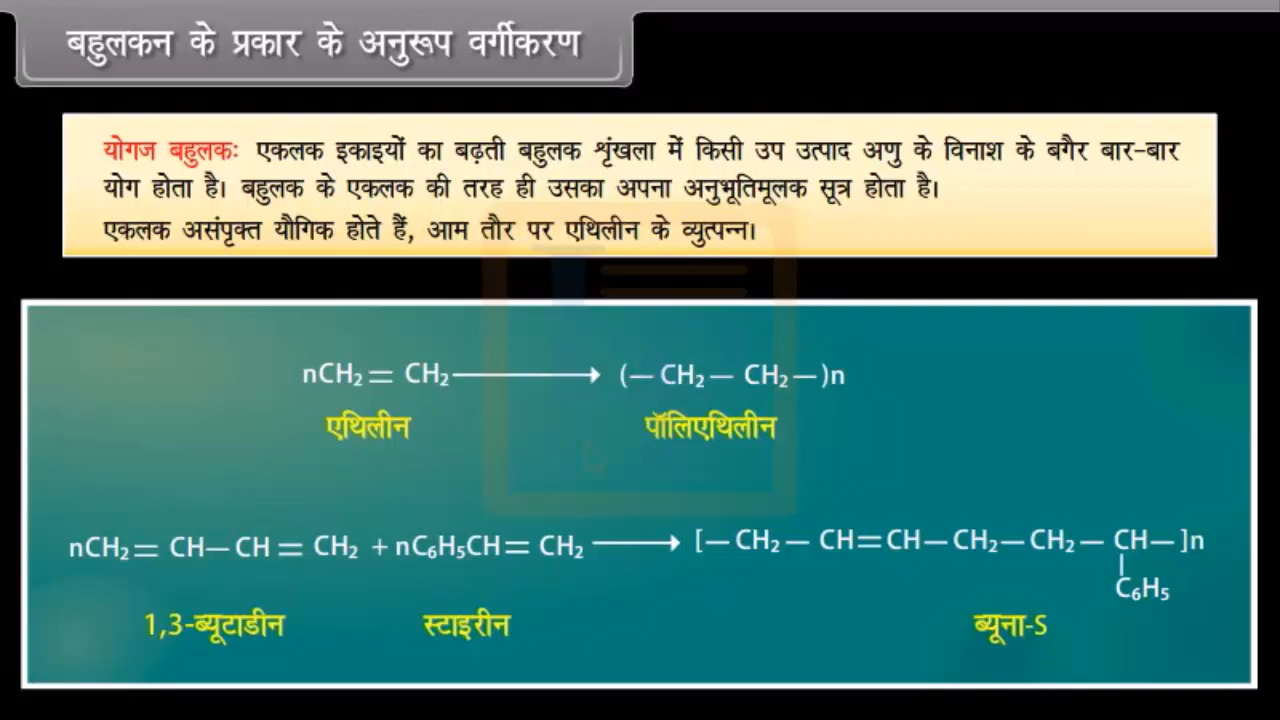 बहुलकन के प्रकार के अनुरूप वर्गीकरण
योगज बहुलकः एकलक इकाइयों का बढ़ती बहुलक शृंखला में किसी उप उत्पाद अणु के विनाश के बगैर बार-बार
योग होता है। बहुलक के एकलक की तरह ही उसका अपना अनुभूतिमूलक सूत्र होता है।
एकलक असंपृक्त यौगिक होते हैं, आम तौर पर एथिलीन के व्युत्पन्न।
nCH₂ = CH₂ ⟶ (— CH₂ — CH₂ —)n
एथिलीन पॉलिएथिलीन
nCH₂ = CH — CH = CH₂ + nC₆H₅CH = CH₂ ⟶ [— CH₂ — CH = CH — CH₂ — CH₂ — CH —]n
|
C₆H₅
1,3-ब्यूटाडीन स्टाइरीन ब्यूना-S